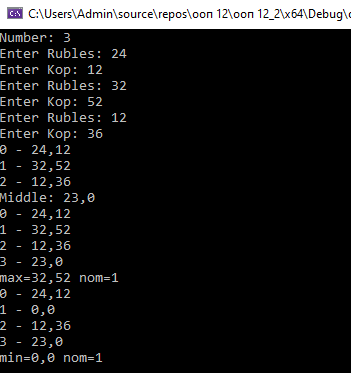 C:\Users\Admin\source\repos\ооп 12\ооп 12_2\x64\Debug\
Number: 3
Enter Rubles: 24
Enter Kop: 12
Enter Rubles: 32
Enter Kop: 52
Enter Rubles: 12
Enter Kop: 36
0 - 24,12
1 - 32,52
2 - 12,36
Middle: 23,0
0 - 24,12
1 - 32,52
2 - 12,36
3 - 23,0
max=32,52 nom=1
0 - 24,12
1 - 0,0
2 - 12,36
3 - 23,0
min=0,0 nom=1